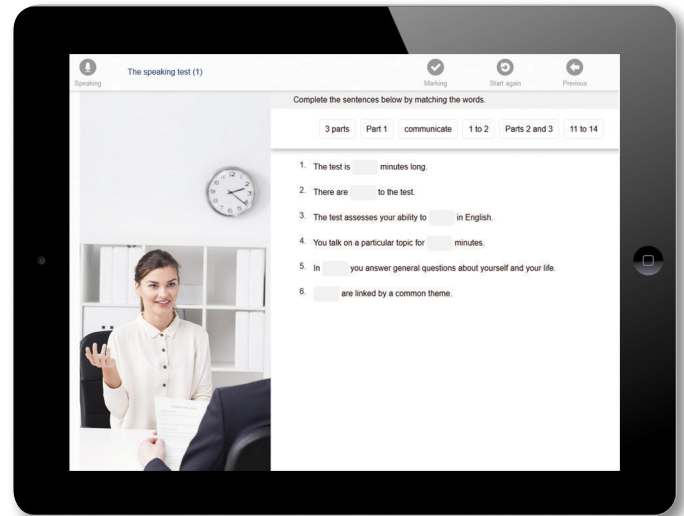 The speaking test (1)
Speaking
Marking
Start again
Previous
Complete the sentences below by matching the words.
3 parts Part 1 communicate 1 to 2 Parts 2 and 3 11 to 14
1. The test is minutes long.
2. There are to the test.
3. The test assesses your ability to in English.
4. You talk on a particular topic for minutes.
5. In you answer general questions about yourself and your life.
6. are linked by a common theme.